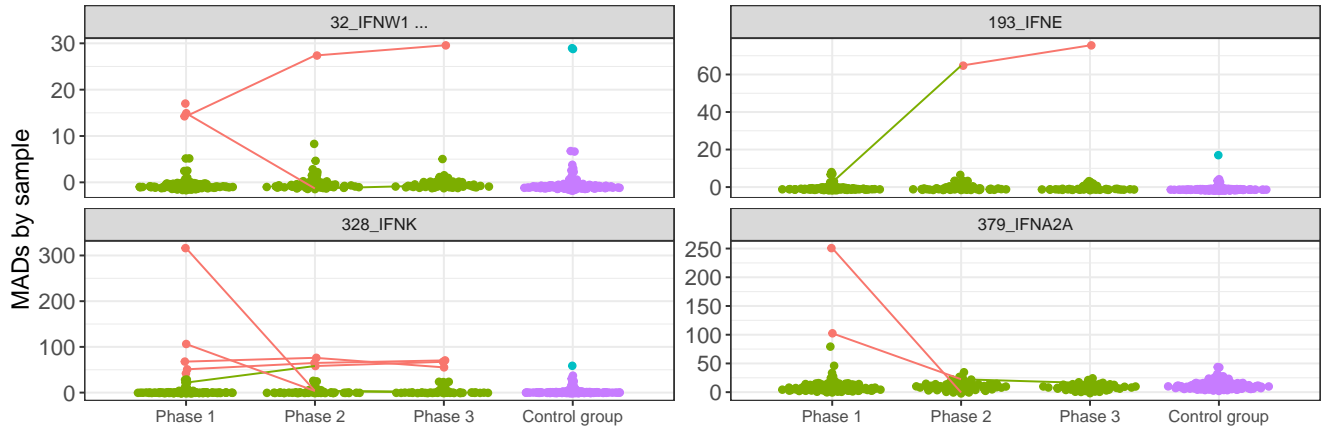 MADs by sample
32_IFNW1 ...
30
20
10
0
193_IFNE
60
40
20
0
328_IFNK
300
200
100
0
Phase 1 Phase 2 Phase 3 Control group
379_IFNA2A
250
200
150
100
50
0
Phase 1 Phase 2 Phase 3 Control group